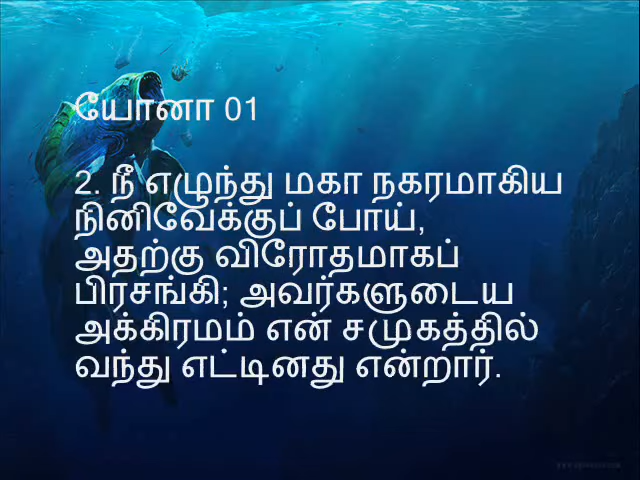 யோனா 01
2. நீ எழுந்து மகா நகரமாகிய
நினிவேக்குப் போய்,
அதற்கு விரோதமாகப்
பிரசங்கி; அவர்களுடைய
அக்கிரமம் என் சமுகத்தில்
வந்து எட்டினது என்றார்.